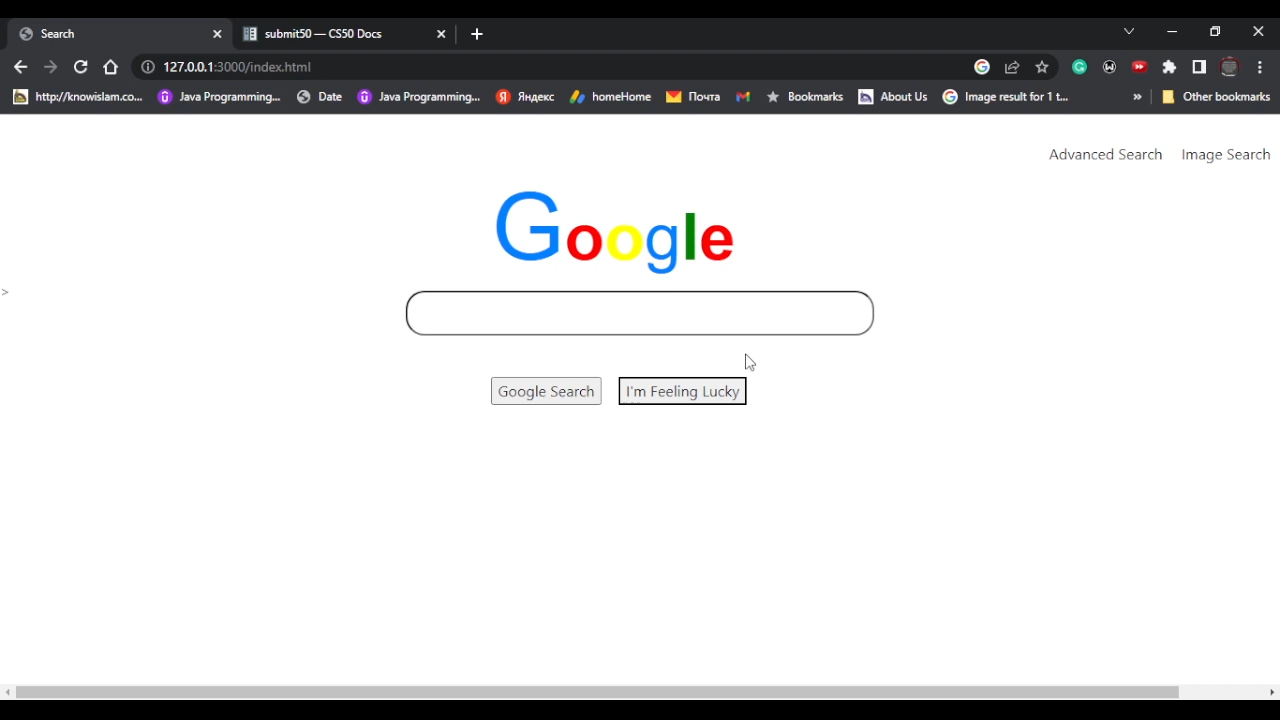 Search submit50 — CS50 Docs
127.0.0.1:3000/index.html
http://knowislam.co... Java Programming... Date Java Programming... Яндекс homeHome Почта Bookmarks About Us Image result for 1 t... » Other bookmarks
Advanced Search Image Search
Google
>
Google Search I'm Feeling Lucky